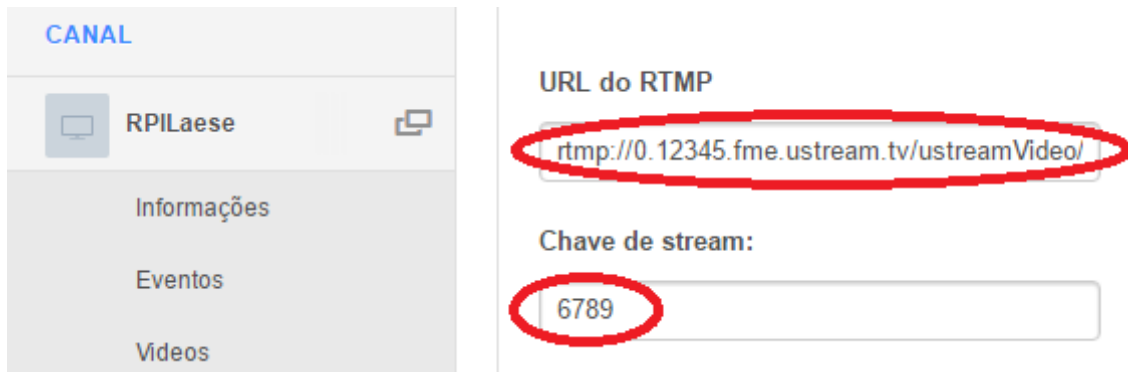 CANAL
RPILaese
Informações
Eventos
Videos
URL do RTMP
rtmp://0.12345.fme.ustream.tv/ustreamVideo/
Chave de stream:
6789